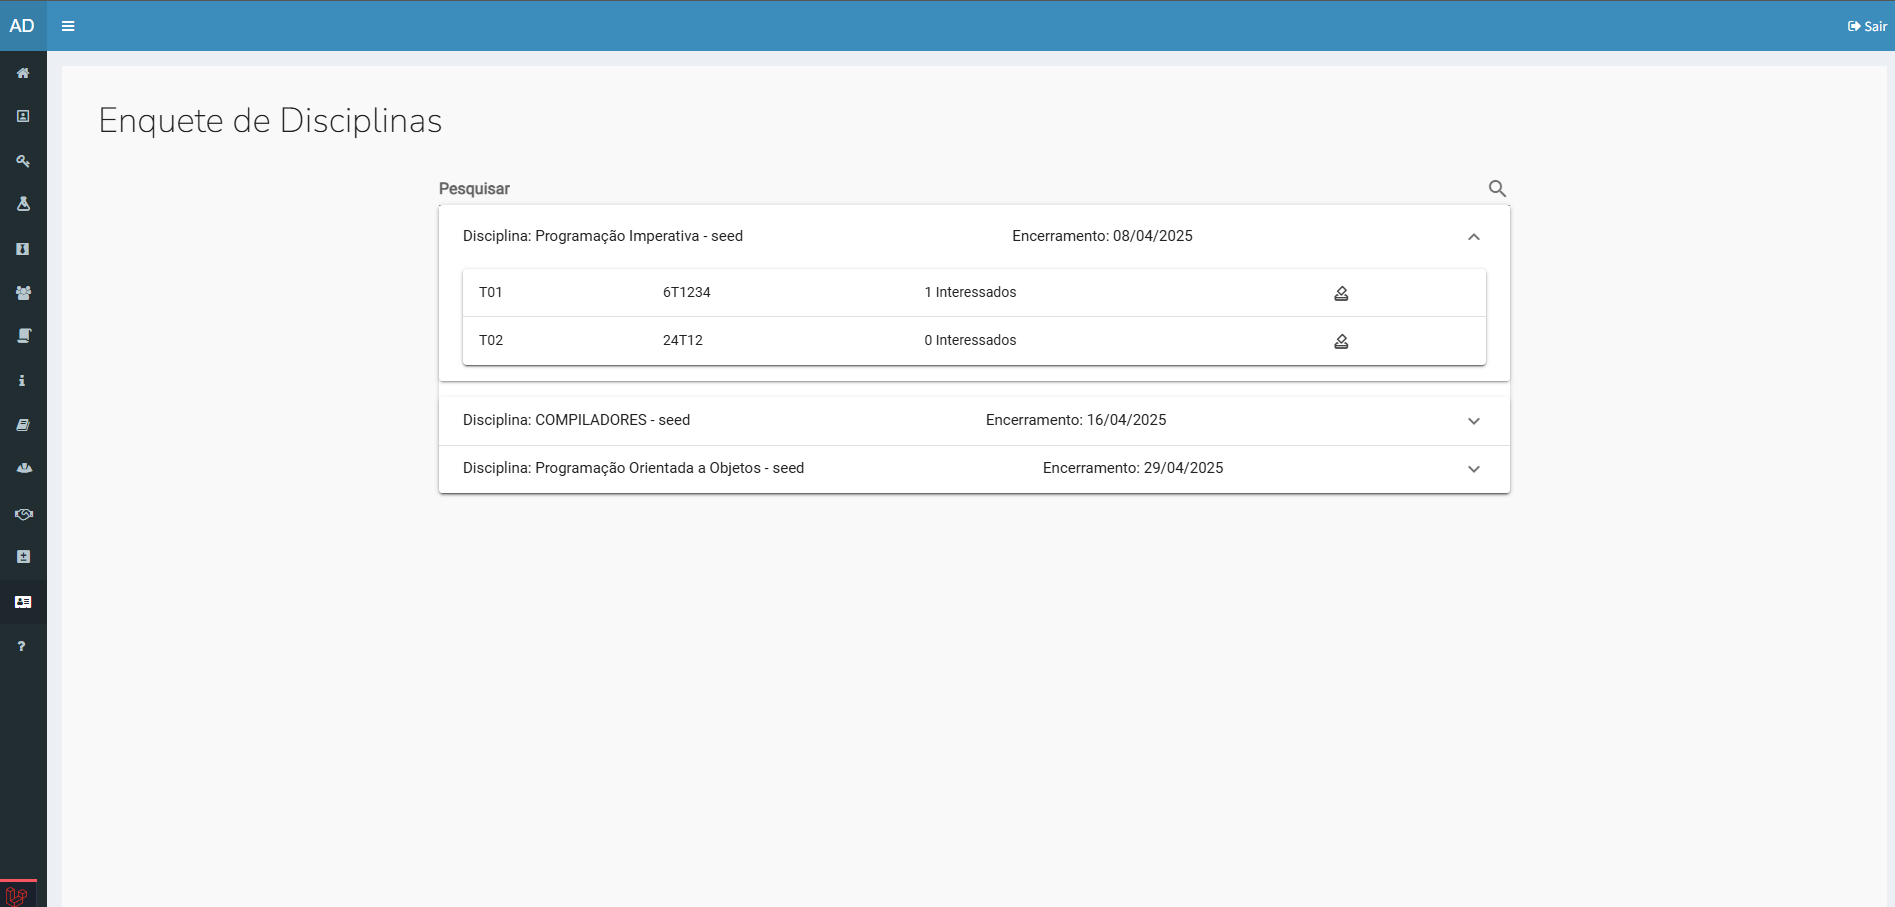 AD
Sair
Enquete de Disciplinas
Pesquisar
Disciplina: Programação Imperativa - seed Encerramento: 08/04/2025
T01 6T1234 1 Interessados
T02 24T12 0 Interessados
Disciplina: COMPILADORES - seed Encerramento: 16/04/2025
Disciplina: Programação Orientada a Objetos - seed Encerramento: 29/04/2025